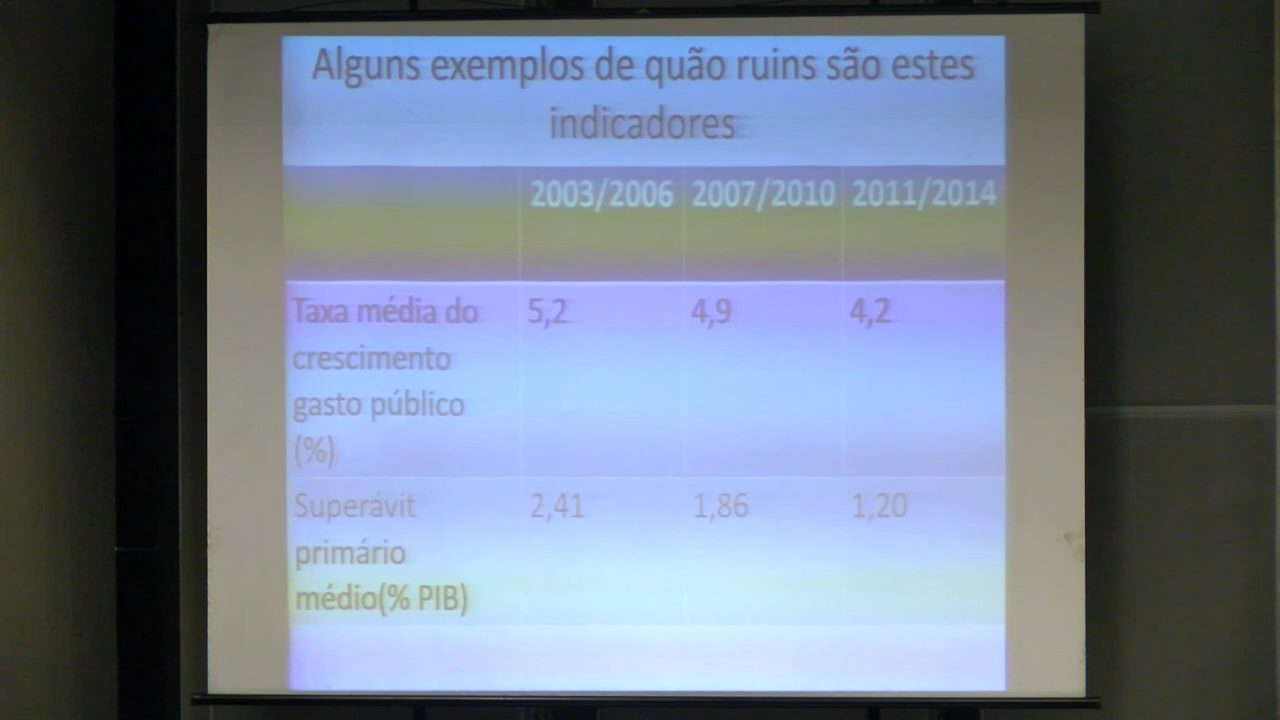 Alguns exemplos de quão ruins são estes
indicadores
2003/2006 2007/2010 2011/2014
Taxa média do 5,2 4,9 4,2
crescimento
gasto público
(%)
Superávit 2,41 1,86 1,20
primário
médio(% PIB)